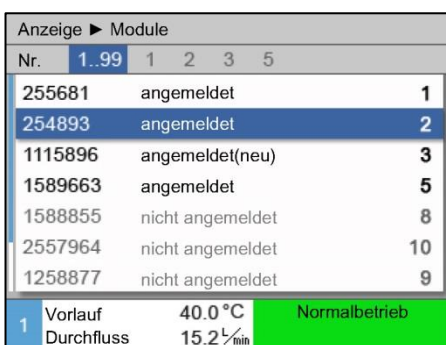 Anzeige ► Module
Nr. 1..99 1 2 3 5
255681 angemeldet 1
254893 angemeldet 2
1115896 angemeldet(neu) 3
1589663 angemeldet 5
1588855 nicht angemeldet 8
2557964 nicht angemeldet 10
1258877 nicht angemeldet 9
1 Vorlauf 40.0 °C Normalbetrieb
Durchfluss 15.2 L/min